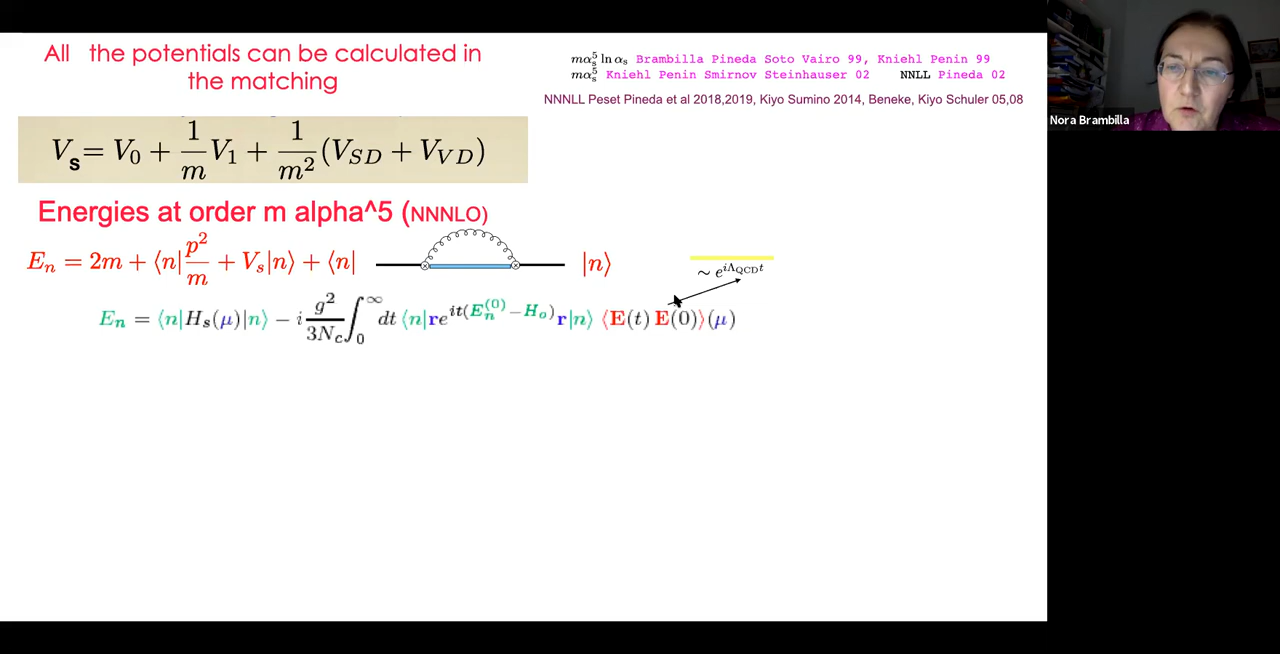 All the potentials can be calculated in
the matching
mα_s^5 ln α_s Brambilla Pineda Soto Vairo 99, Kniehl Penin 99
mα_s^5 Kniehl Penin Smirnov Steinhauser 02 NNLL Pineda 02
NNNLL Peset Pineda et al 2018,2019, Kiyo Sumino 2014, Beneke, Kiyo Schuler 05,08
Nora Brambilla
V_s = V_0 + 1/m V_1 + 1/m^2 (V_SD + V_VD)
Energies at order m alpha^5 (NNNLO)
E_n = 2m + ⟨n| p^2/m + V_s |n⟩ + ⟨n| |n⟩
∼ e^{iΛ_QCD t}
E_n = ⟨n|H_s(μ)|n⟩ − i g^2/3N_c ∫_0^∞ dt ⟨n|r e^{it(E_n^{(0)} − H_o)} r|n⟩ ⟨E(t) E(0)⟩(μ)